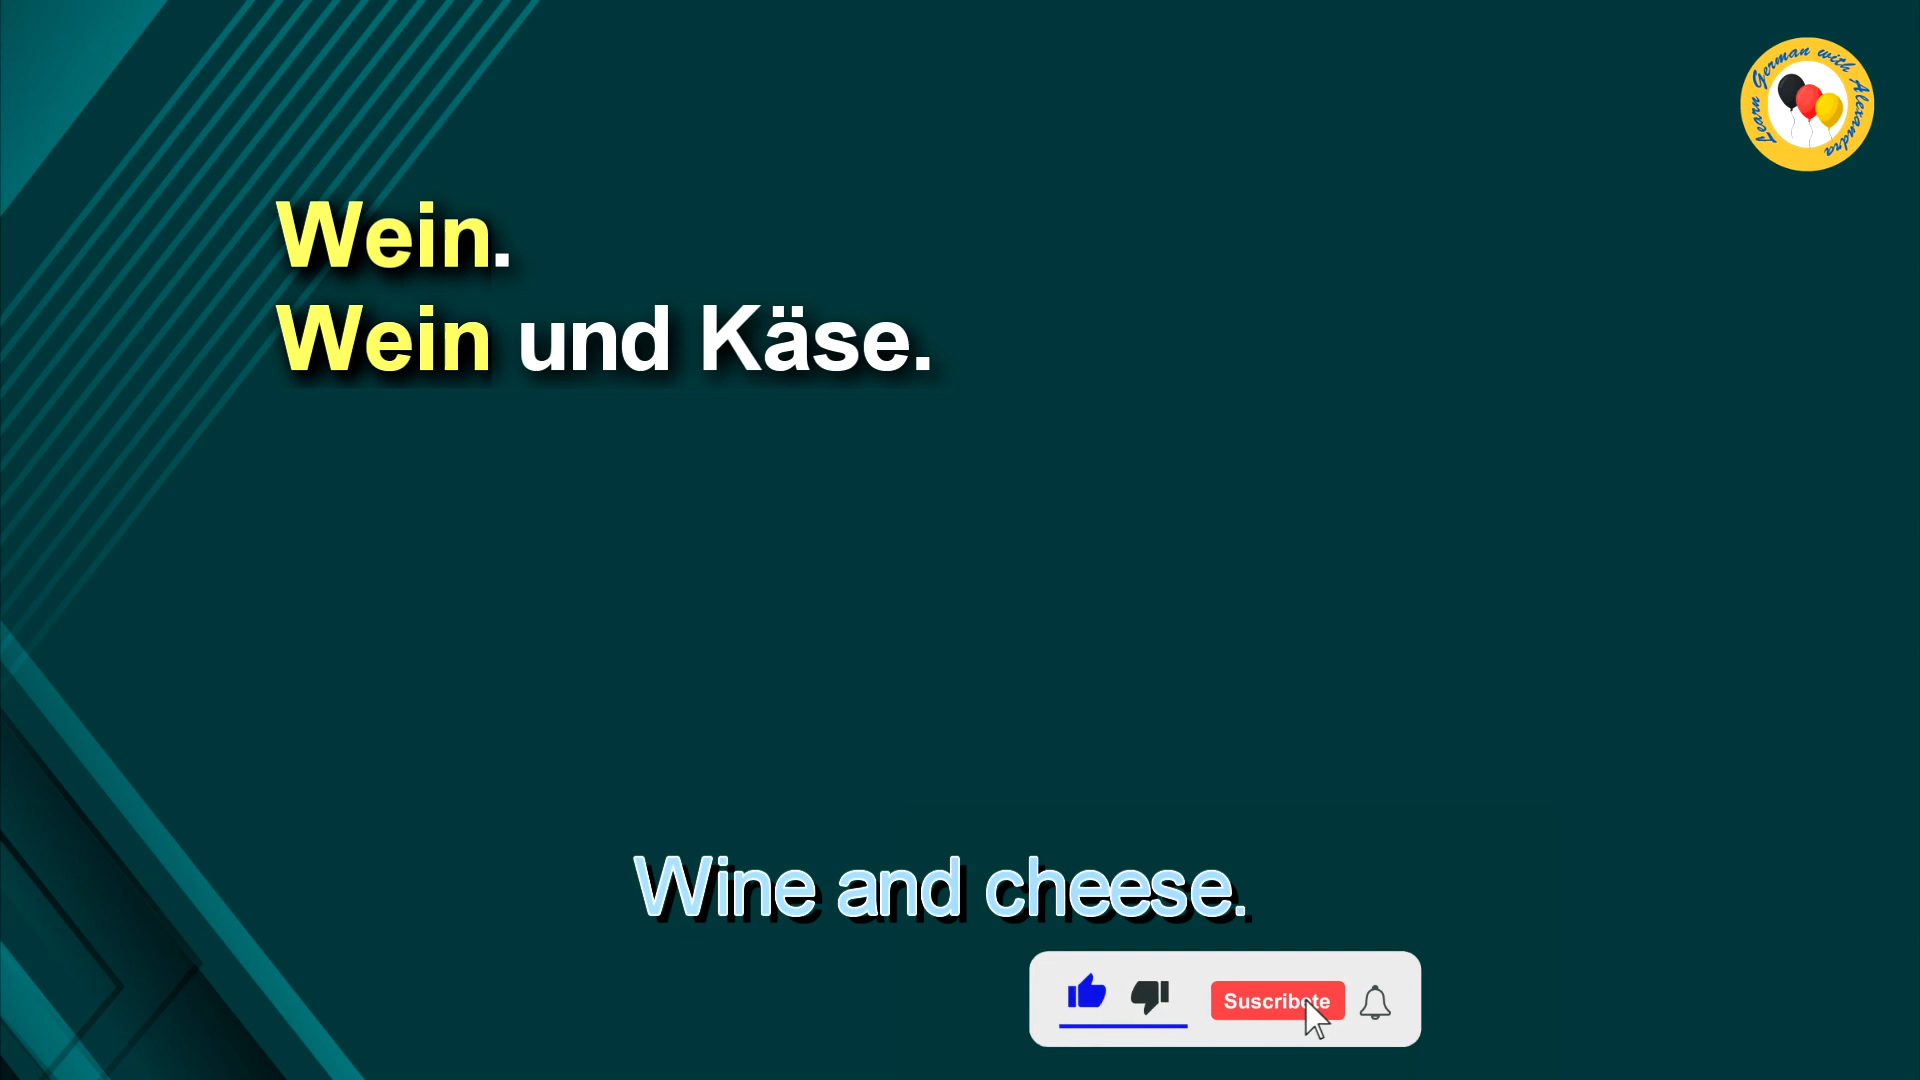 Learn German with Alexandra
Wein.
Wein und Käse.
Wine and cheese.
Suscribete